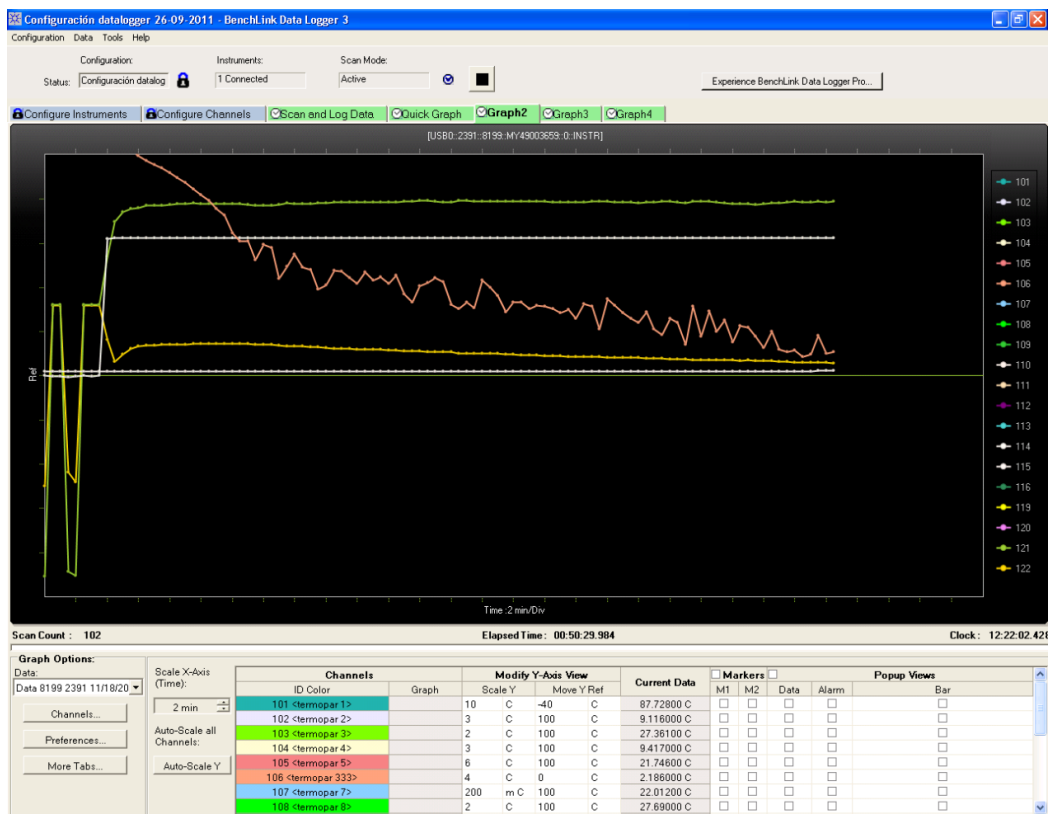 Configuración datalogger 26-09-2011 - BenchLink Data Logger 3
Configuration Data Tools Help
Configuration: Instruments: Scan Mode:
Status: Configuración datalog 1 Connected Active Experience BenchLink Data Logger Pro...
Configure Instruments Configure Channels Scan and Log Data Quick Graph Graph2 Graph3 Graph4
[USB0::2391::8199::MY49003659::0::INSTR]
101
102
103
104
105
106
107
108
109
110
111
112
113
114
115
116
119
120
121
122
Ref
Time :2 min/Div
Scan Count : 102 Elapsed Time : 00:50:29.984 Clock : 12:22:02.428
Graph Options:
Data:
Data 8199 2391 11/18/20
Channels...
Preferences...
More Tabs...
Scale X-Axis
(Time):
2 min
Auto-Scale all
Channels:
Auto-Scale Y
Channels Modify Y-Axis View Current Data Markers Popup Views
ID Color Graph Scale Y Move Y Ref M1 M2 Data Alarm Bar
101 <termopar 1> 10 C -40 C 87.72800 C
102 <termopar 2> 3 C 100 C 9.116000 C
103 <termopar 3> 2 C 100 C 27.36100 C
104 <termopar 4> 3 C 100 C 9.417000 C
105 <termopar 5> 6 C 100 C 21.74600 C
106 <termopar 333> 4 C 0 C 2.186000 C
107 <termopar 7> 200 m C 100 C 22.01200 C
108 <termopar 8> 2 C 100 C 27.69000 C